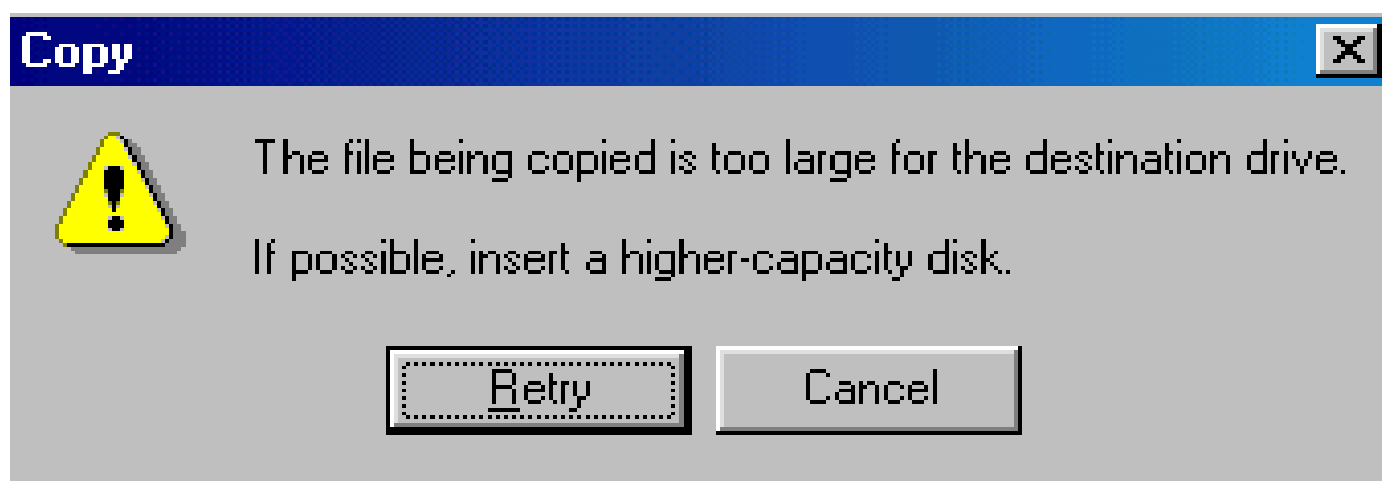 Copy
The file being copied is too large for the destination drive.
If possible, insert a higher-capacity disk.
Retry
Cancel